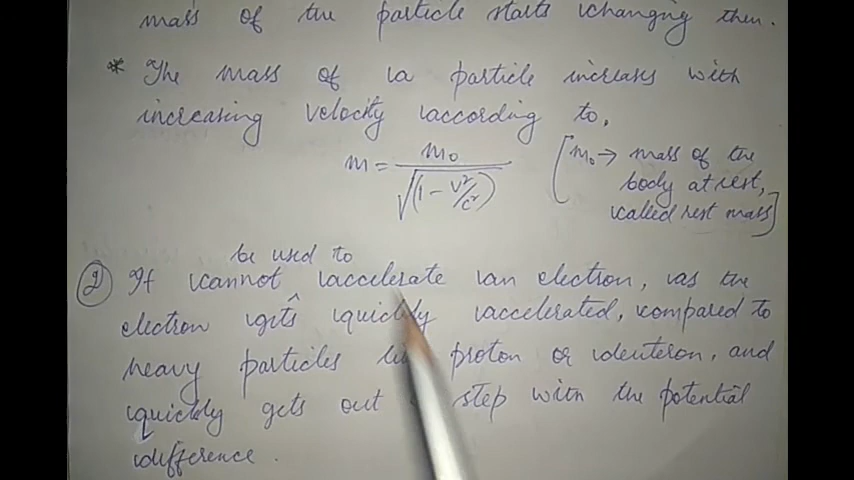 mass of the particle starts changing then.
* The mass of a particle increases with
increasing velocity according to,
m = m₀ / √(1 - v²/c²) [m₀ → mass of the
body at rest,
called rest mass]
be used to
② It cannot ^ accelerate an electron, as the
electron gets quickly accelerated, compared to
heavy particles proton or deuteron, and
quickly gets out step with the potential
difference.